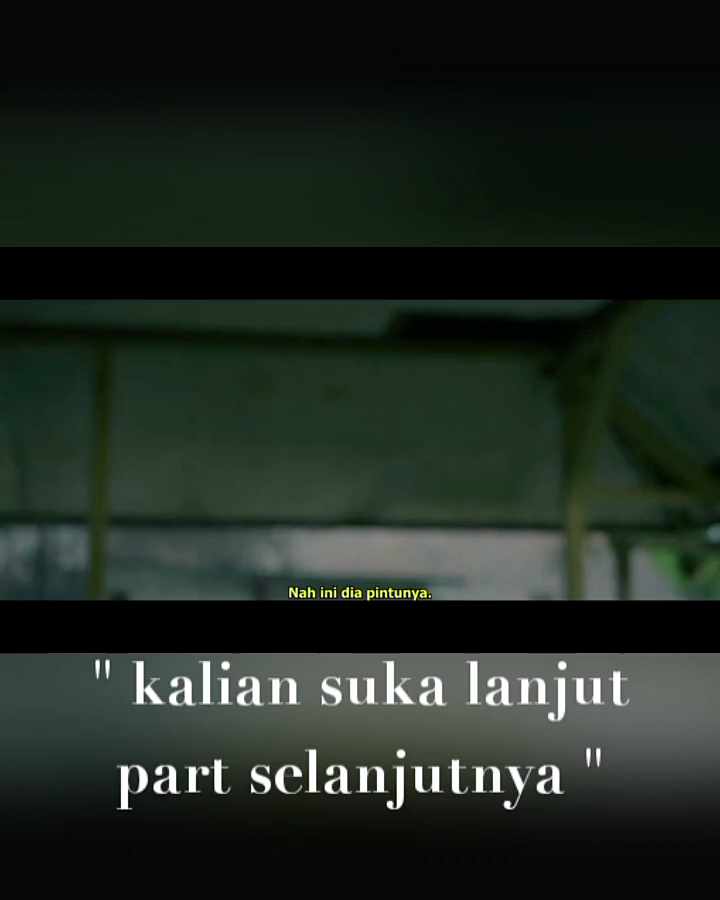 Nah ini dia pintunya.
" kalian suka lanjut
part selanjutnya "